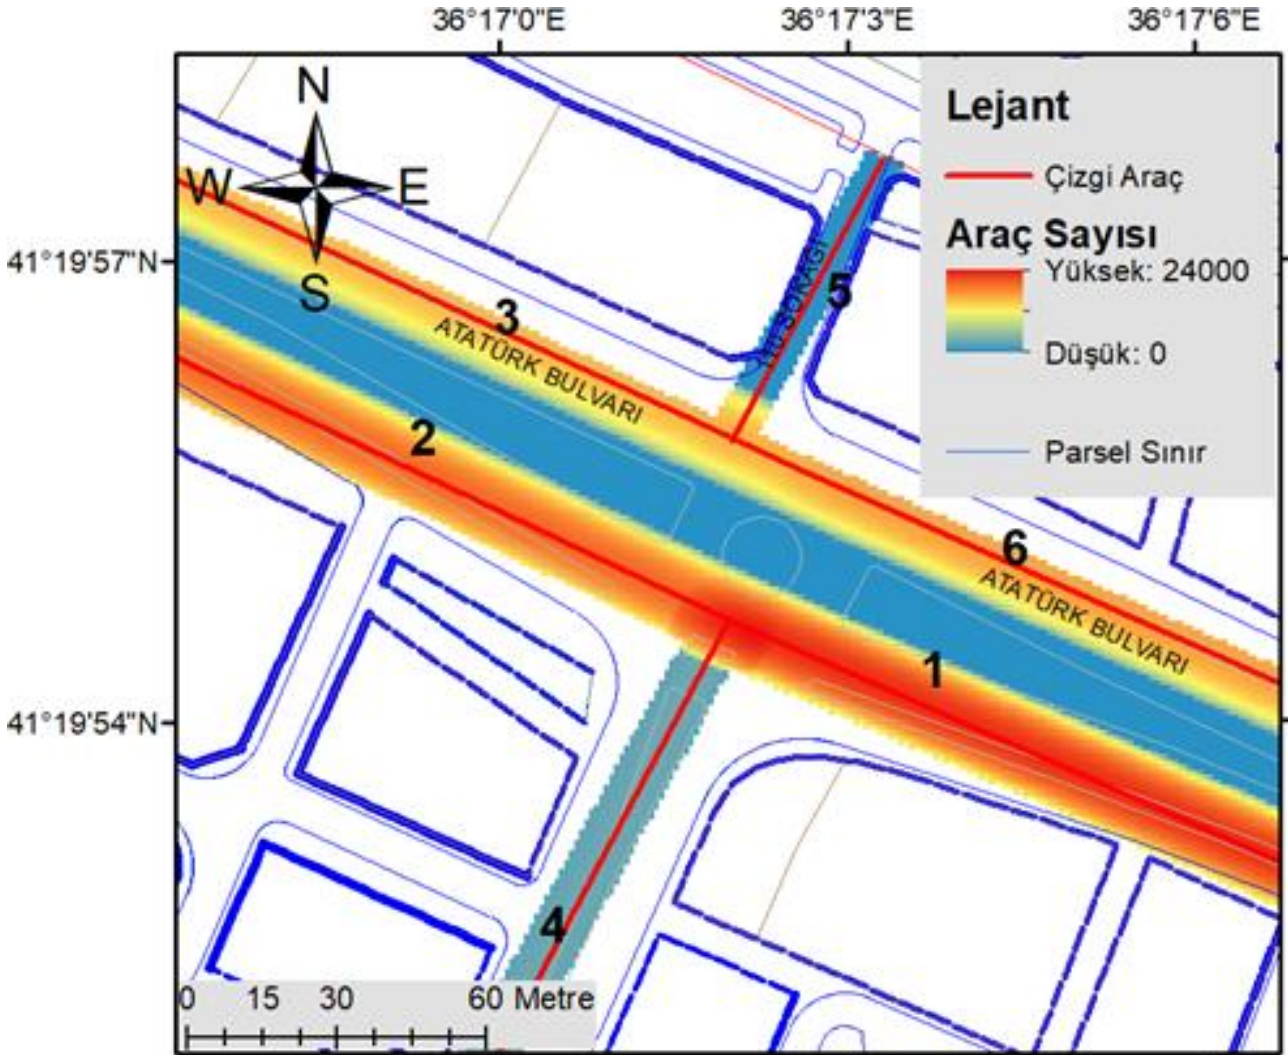 36°17'0"E 36°17'3"E 36°17'6"E
N
W E
S
41°19'57"N
41°19'54"N
Lejant
Çizgi Araç
Araç Sayısı
Yüksek: 24000
Düşük: 0
Parsel Sınır
3
ATATÜRK BULVARI
5
SOKAĞI
2
6
ATATÜRK BULVARI
1
4
0 15 30 60 Metre